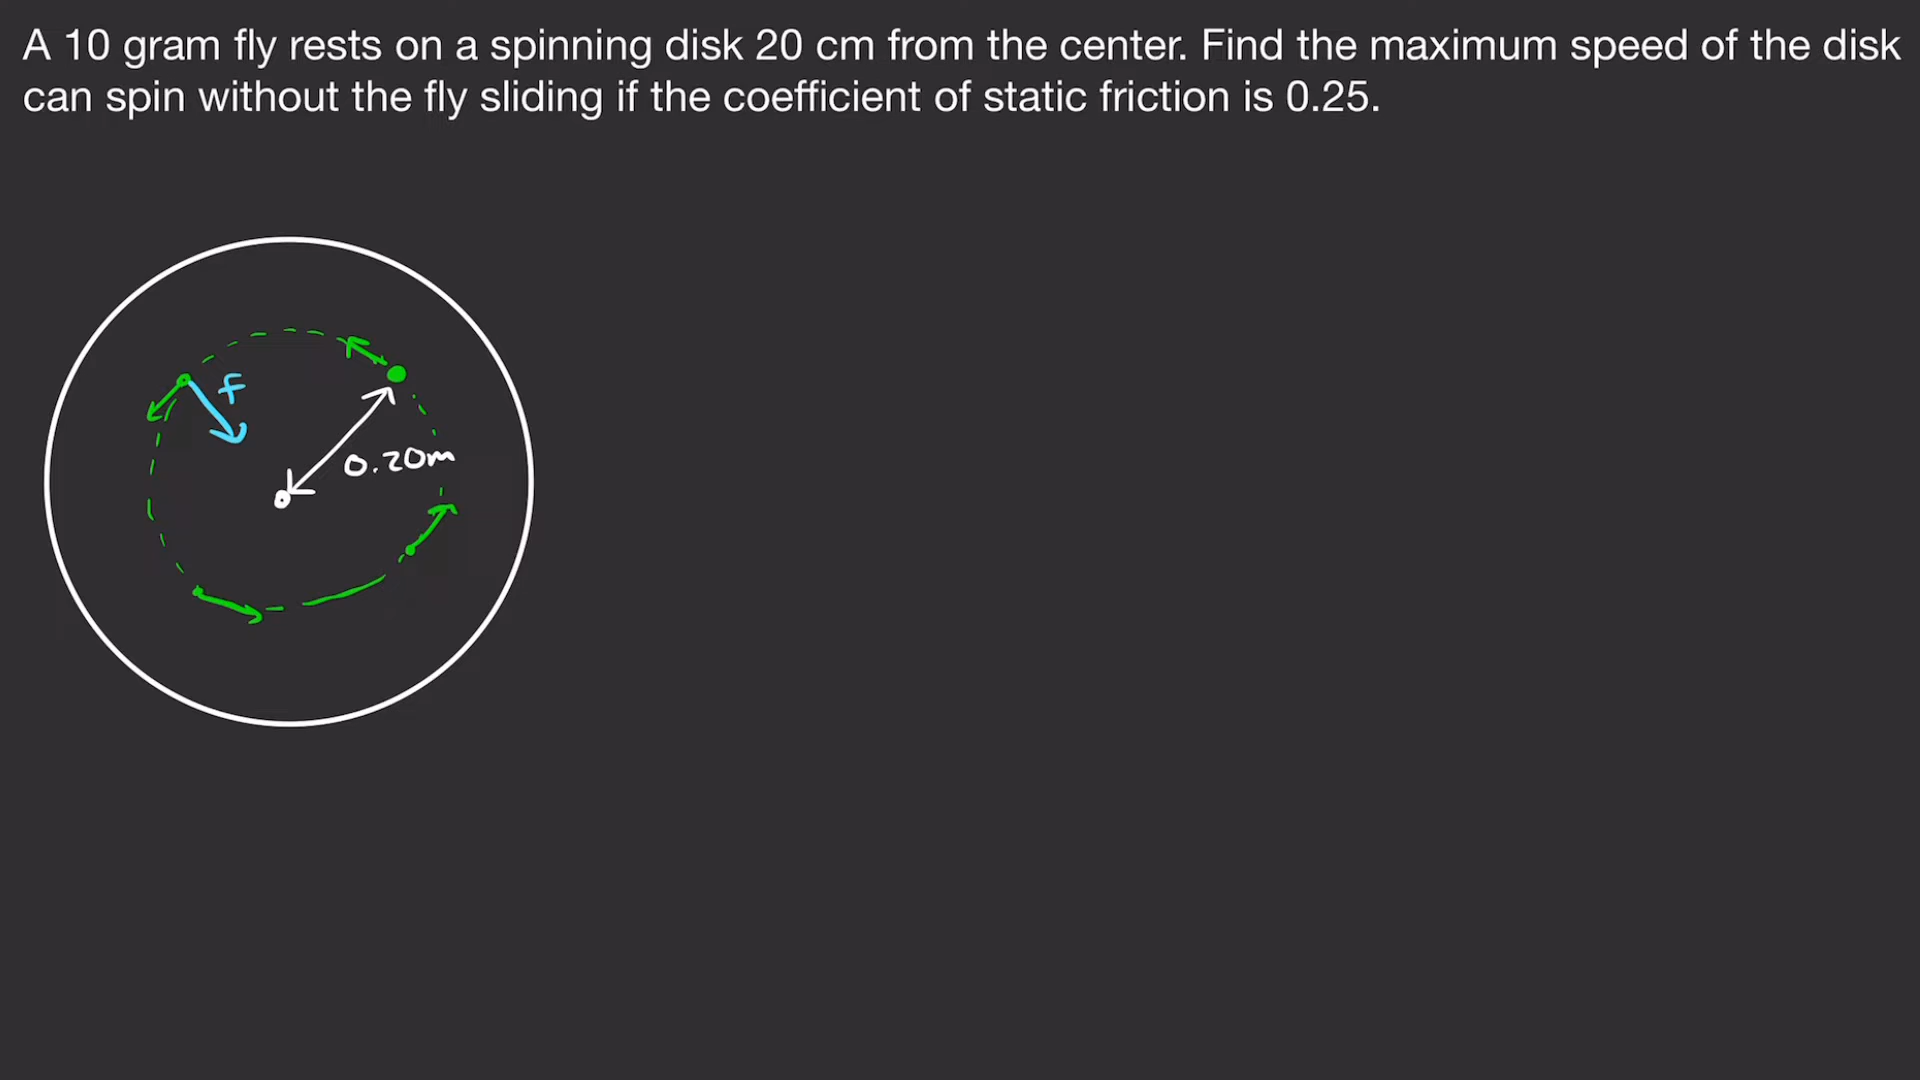 A 10 gram fly rests on a spinning disk 20 cm from the center. Find the maximum speed of the disk
can spin without the fly sliding if the coefficient of static friction is 0.25.
f
0.20m